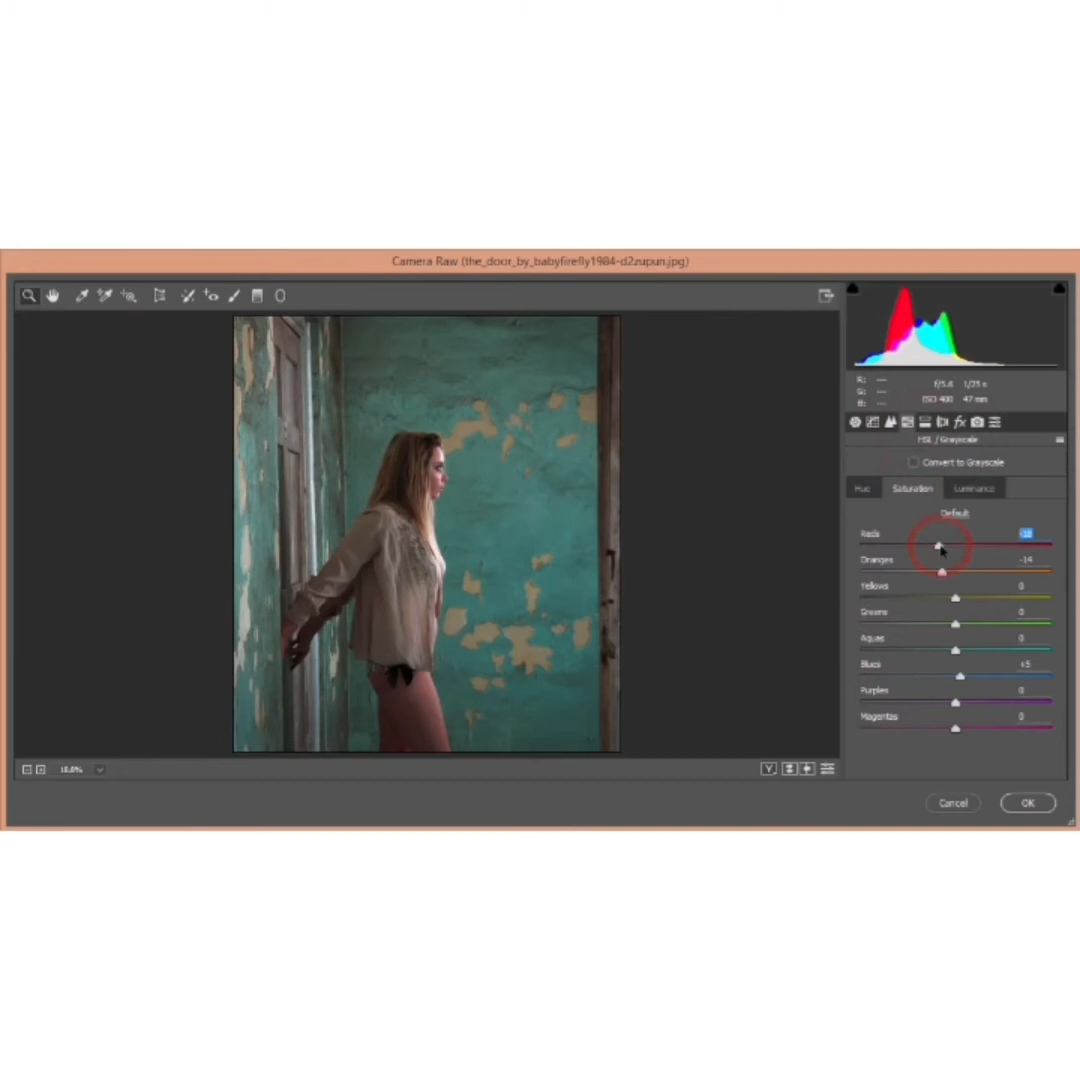 Camera Raw (the_door_by_babyfirefly1984-d2zupun.jpg)
R: ---
G: ---
B: ---
f/5.6 1/25 s
ISO 400 47 mm
HSL / Grayscale
Convert to Grayscale
Hue Saturation Luminance
Default
Reds
Oranges -14
Yellows 0
Greens 0
Aquas 0
Blues +5
Purples 0
Magentas 0
Y
Cancel OK